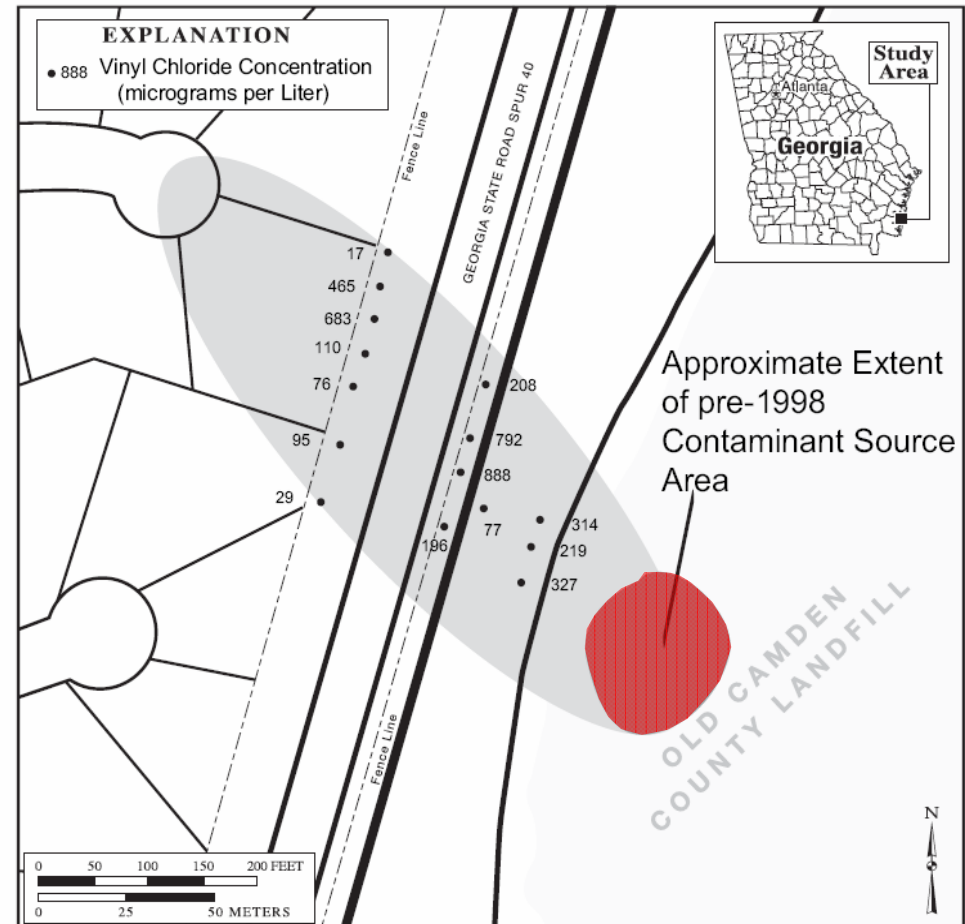 EXPLANATION
888 Vinyl Chloride Concentration
(micrograms per Liter)
Study
Area
Atlanta
Georgia
Fence Line
GEORGIA STATE ROAD SPUR 40
17
465
683
110
76
95
29
208
792
888
77
196
314
219
327
Approximate Extent
of pre-1998
Contaminant Source
Area
OLD CAMDEN
COUNTY LANDFILL
Fence Line
N
0 50 100 150 200 FEET
0 25 50 METERS